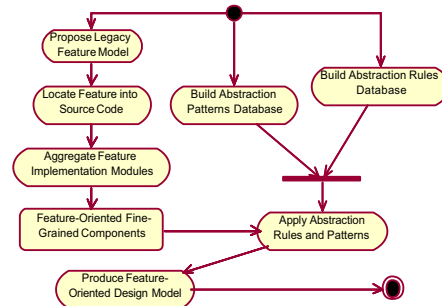 Propose Legacy
Feature Model
Build Abstraction Rules
Database
Locate Feature into
Source Code
Build Abstraction
Patterns Database
Aggregate Feature
Implementation Modules
Feature-Oriented Fine-
Grained Components
Apply Abstraction
Rules and Patterns
Produce Feature-
Oriented Design Model